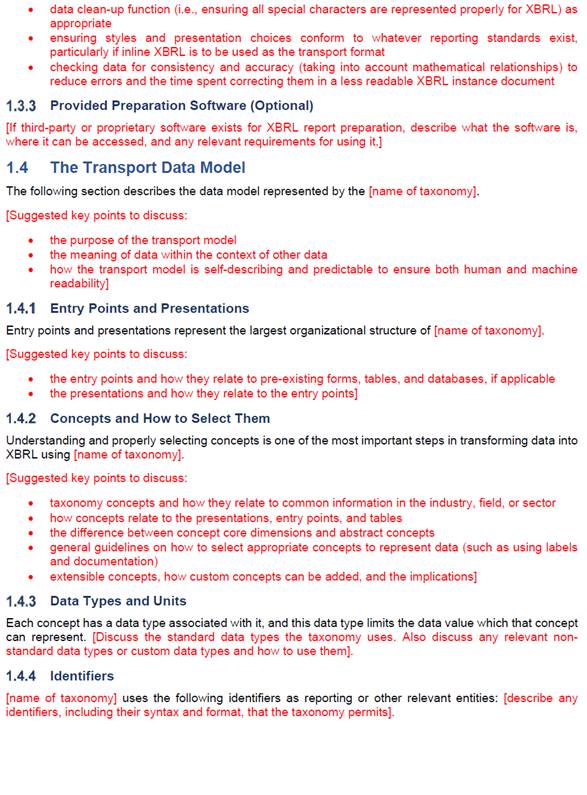 • data clean-up function (i.e., ensuring all special characters are represented properly for XBRL) as
appropriate
• ensuring styles and presentation choices conform to whatever reporting standards exist,
particularly if inline XBRL is to be used as the transport format
• checking data for consistency and accuracy (taking into account mathematical relationships) to
reduce errors and the time spent correcting them in a less readable XBRL instance document
1.3.3 Provided Preparation Software (Optional)
[If third-party or proprietary software exists for XBRL report preparation, describe what the software is,
where it can be accessed, and any relevant requirements for using it.]
1.4 The Transport Data Model
The following section describes the data model represented by the [name of taxonomy].
[Suggested key points to discuss:
• the purpose of the transport model
• the meaning of data within the context of other data
• how the transport model is self-describing and predictable to ensure both human and machine
readability]
1.4.1 Entry Points and Presentations
Entry points and presentations represent the largest organizational structure of [name of taxonomy].
[Suggested key points to discuss:
• the entry points and how they relate to pre-existing forms, tables, and databases, if applicable
• the presentations and how they relate to the entry points]
1.4.2 Concepts and How to Select Them
Understanding and properly selecting concepts is one of the most important steps in transforming data into
XBRL using [name of taxonomy].
[Suggested key points to discuss:
• taxonomy concepts and how they relate to common information in the industry, field, or sector
• how concepts relate to the presentations, entry points, and tables
• the difference between concept core dimensions and abstract concepts
• general guidelines on how to select appropriate concepts to represent data (such as using labels
and documentation)
• extensible concepts, how custom concepts can be added, and the implications]
1.4.3 Data Types and Units
Each concept has a data type associated with it, and this data type limits the data value which that concept
can represent. [Discuss the standard data types the taxonomy uses. Also discuss any relevant non-
standard data types or custom data types and how to use them].
1.4.4 Identifiers
[name of taxonomy] uses the following identifiers as reporting or other relevant entities: [describe any
identifiers, including their syntax and format, that the taxonomy permits].